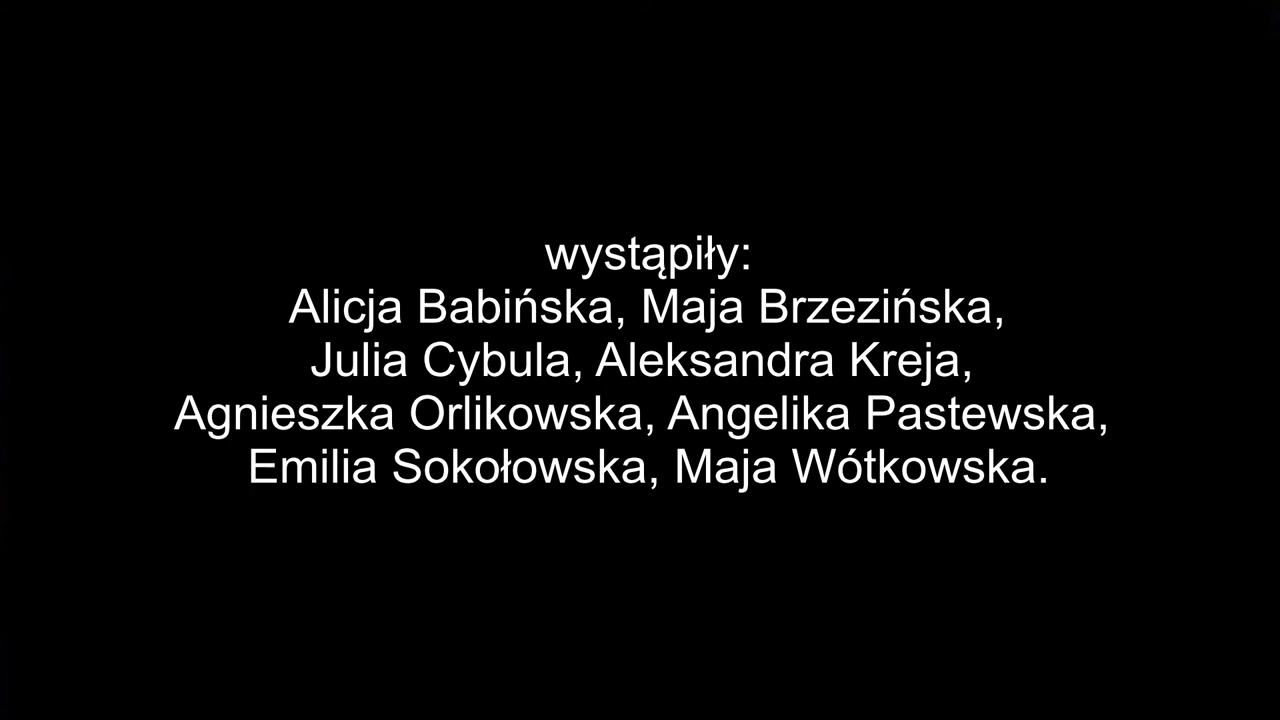 wystąpiły:
Alicja Babińska, Maja Brzezińska,
Julia Cybula, Aleksandra Kreja,
Agnieszka Orlikowska, Angelika Pastewska,
Emilia Sokołowska, Maja Wótkowska.